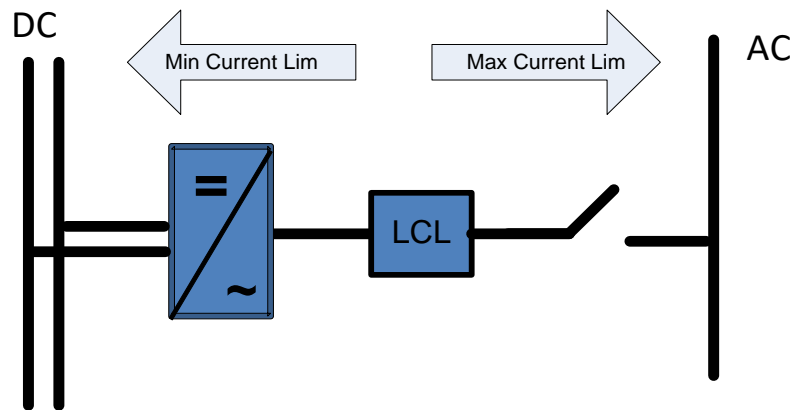 DC
Min Current Lim
Max Current Lim
AC
=
~
LCL